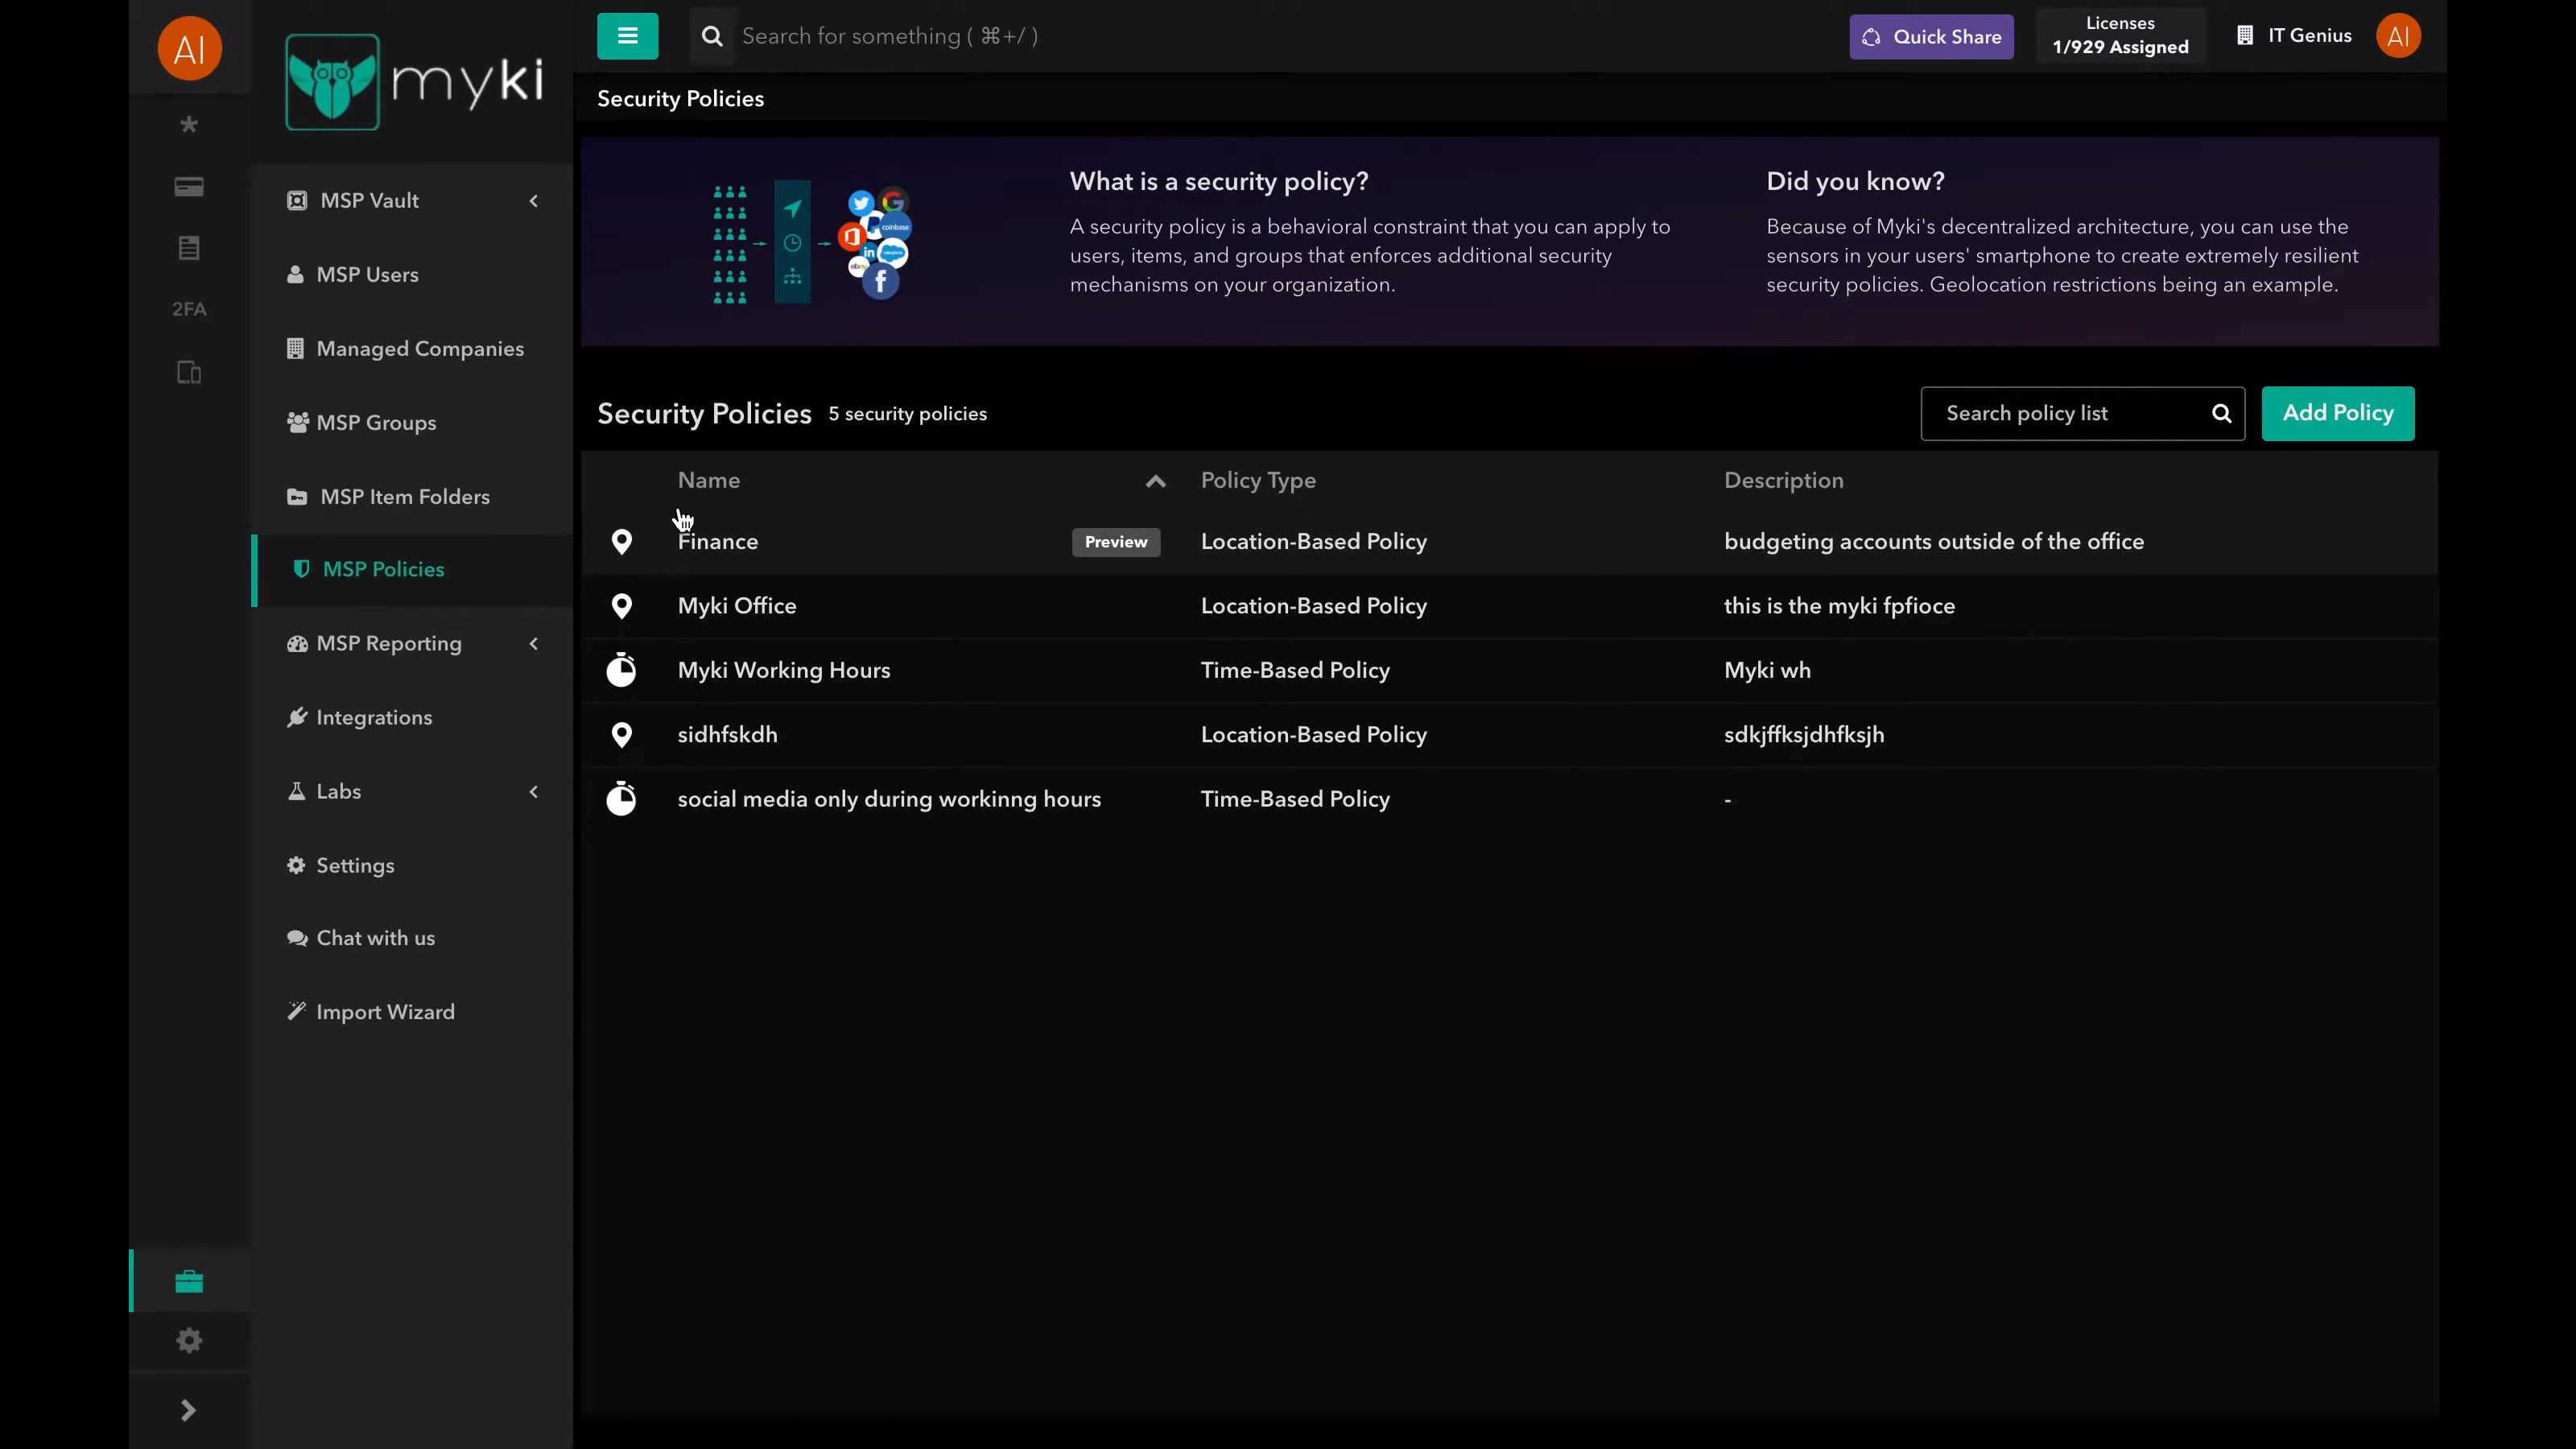 AI
myki
Search for something ( ⌘+/ )
Quick Share
Licenses
1/929 Assigned
IT Genius
AI
Security Policies
2FA
MSP Vault
MSP Users
Managed Companies
MSP Groups
MSP Item Folders
MSP Policies
MSP Reporting
Integrations
Labs
Settings
Chat with us
Import Wizard
coinbase
in
ebay
f
What is a security policy?
A security policy is a behavioral constraint that you can apply to
users, items, and groups that enforces additional security
mechanisms on your organization.
Did you know?
Because of Myki's decentralized architecture, you can use the
sensors in your users' smartphone to create extremely resilient
security policies. Geolocation restrictions being an example.
Security Policies 5 security policies
Search policy list
Add Policy
Name Policy Type Description
Finance Preview Location-Based Policy budgeting accounts outside of the office
Myki Office Location-Based Policy this is the myki fpfioce
Myki Working Hours Time-Based Policy Myki wh
sidhfskdh Location-Based Policy sdkjffksjdhfksjh
social media only during workinng hours Time-Based Policy -